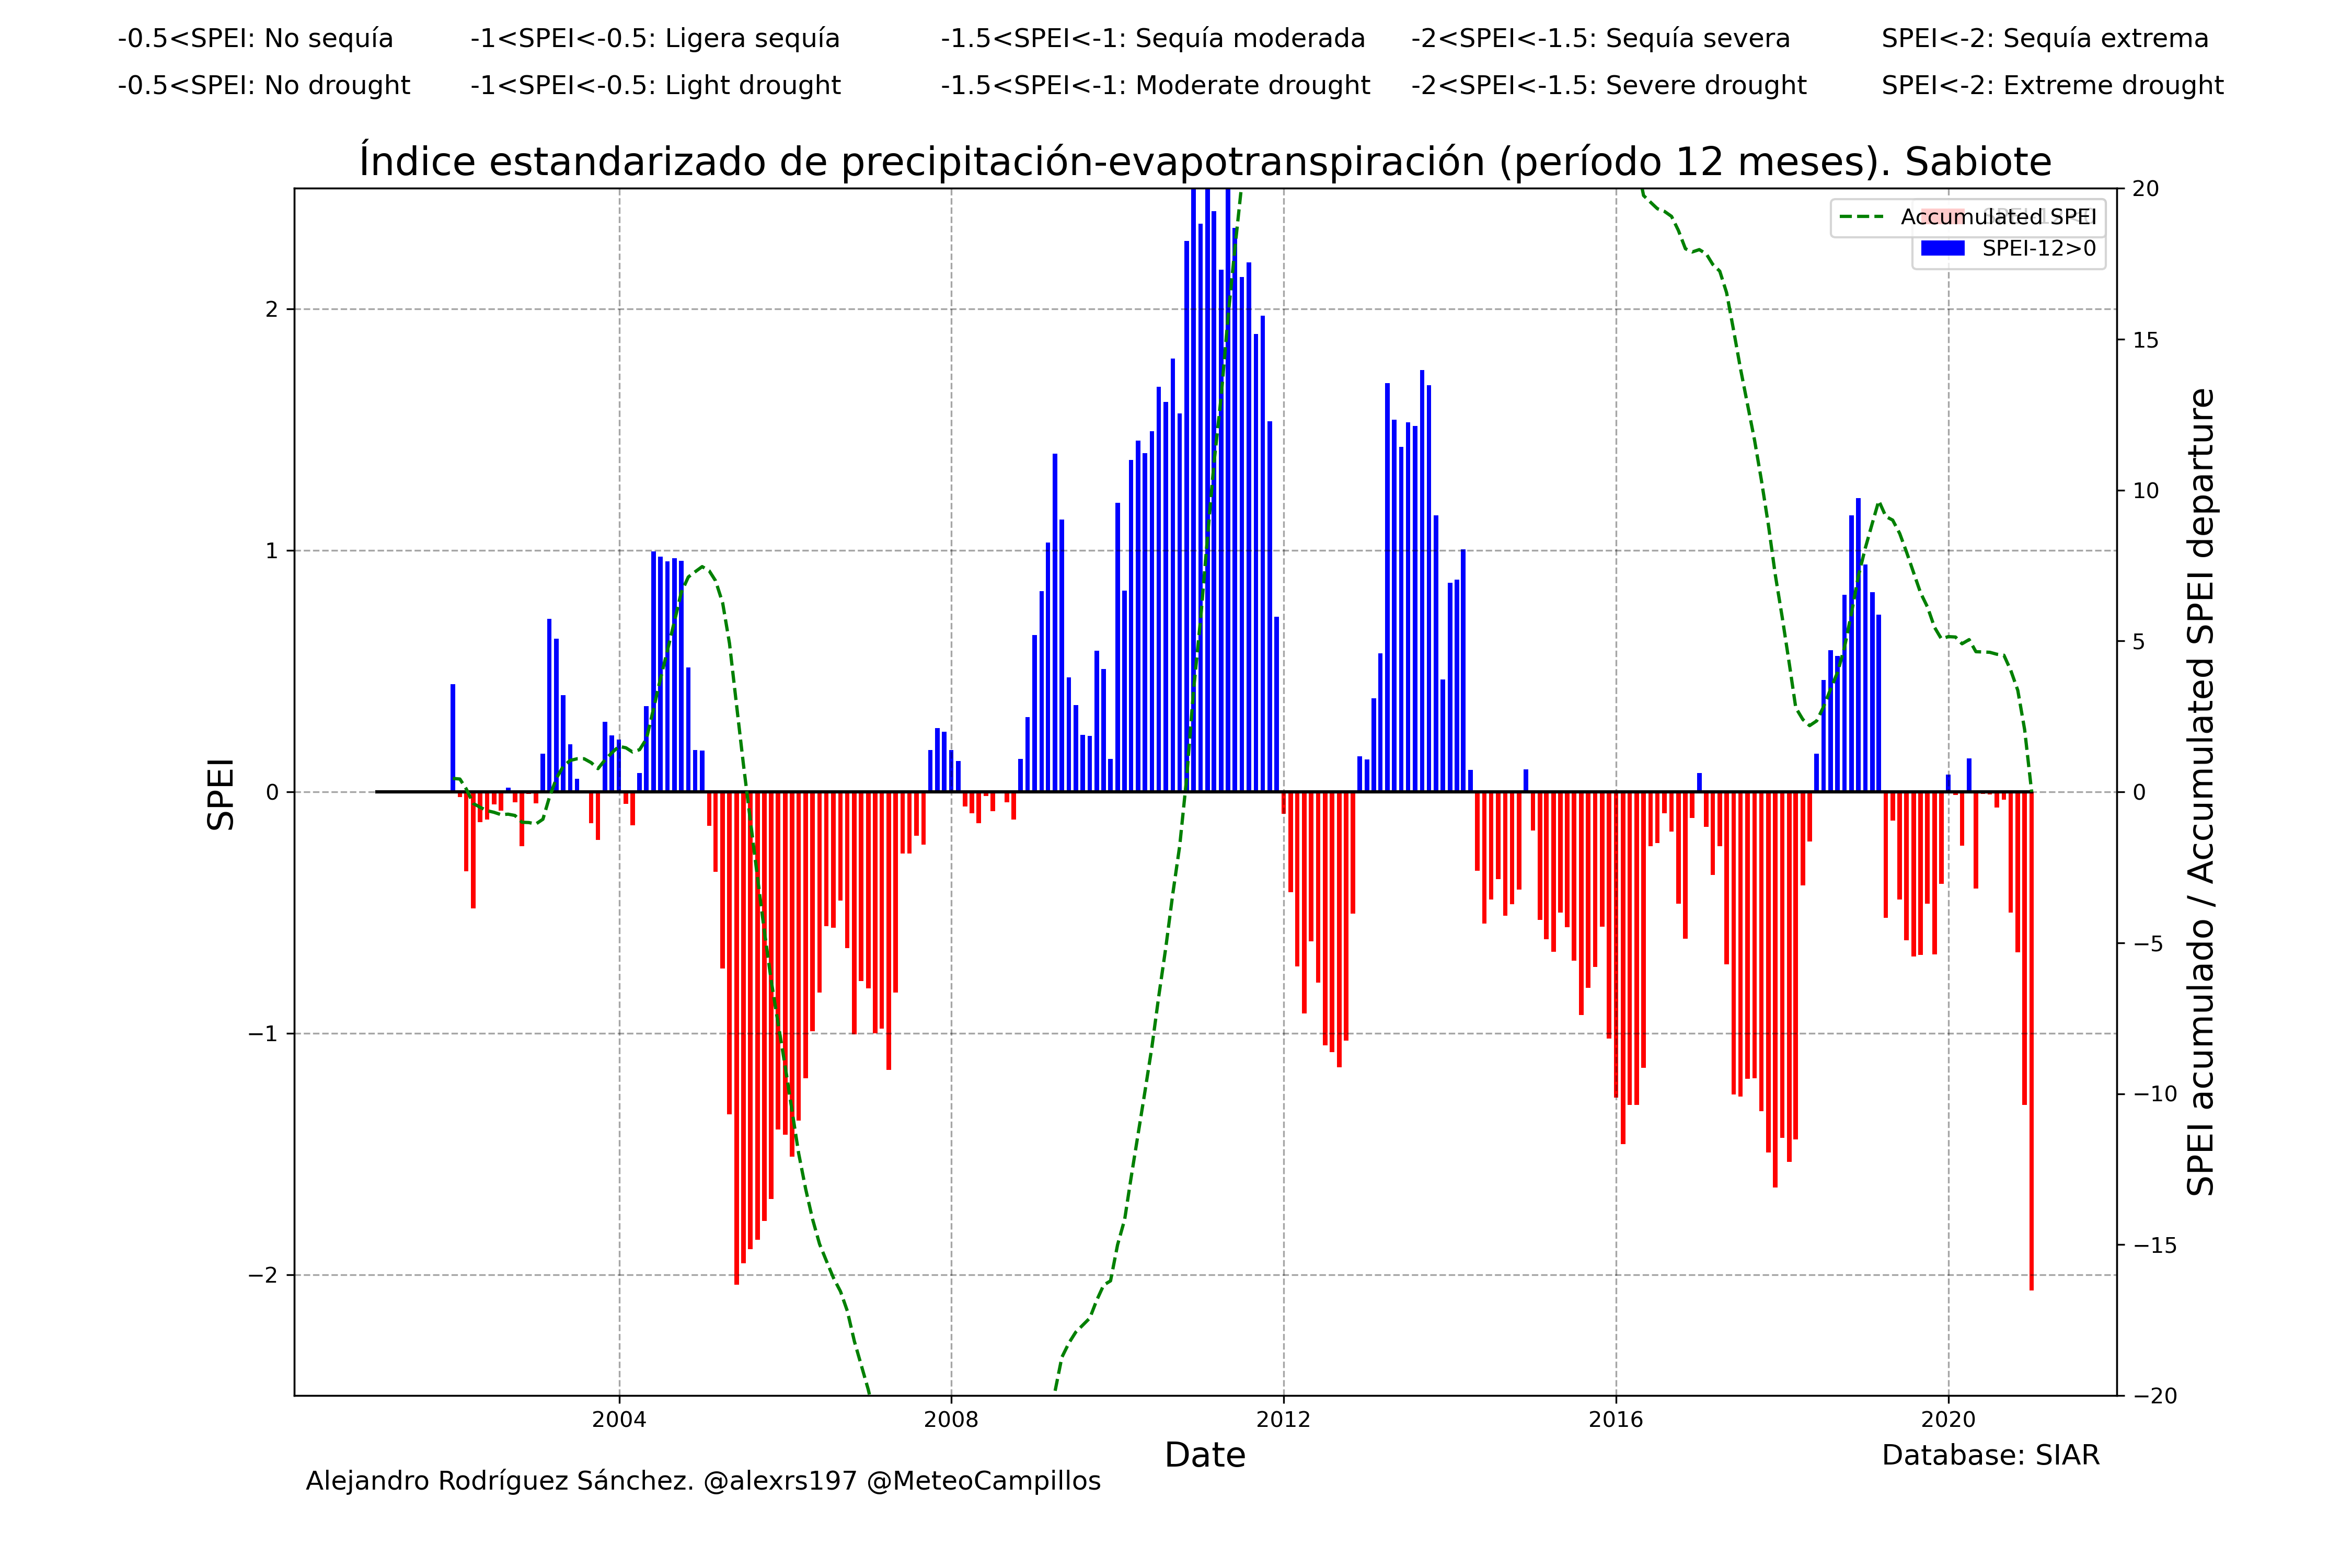 -0.5<SPEI: No sequía -1<SPEI<-0.5: Ligera sequía -1.5<SPEI<-1: Sequía moderada -2<SPEI<-1.5: Sequía severa SPEI<-2: Sequía extrema
-0.5<SPEI: No drought -1<SPEI<-0.5: Light drought -1.5<SPEI<-1: Moderate drought -2<SPEI<-1.5: Severe drought SPEI<-2: Extreme drought
Índice estandarizado de precipitación-evapotranspiración (período 12 meses). Sabiote
Accumulated SPEI
SPEI-12>0
SPEI
2
1
0
−1
−2
20
15
10
5
0
−5
−10
−15
−20
SPEI acumulado / Accumulated SPEI departure
2004 2008 2012 2016 2020
Date
Database: SIAR
Alejandro Rodríguez Sánchez. @alexrs197 @MeteoCampillos